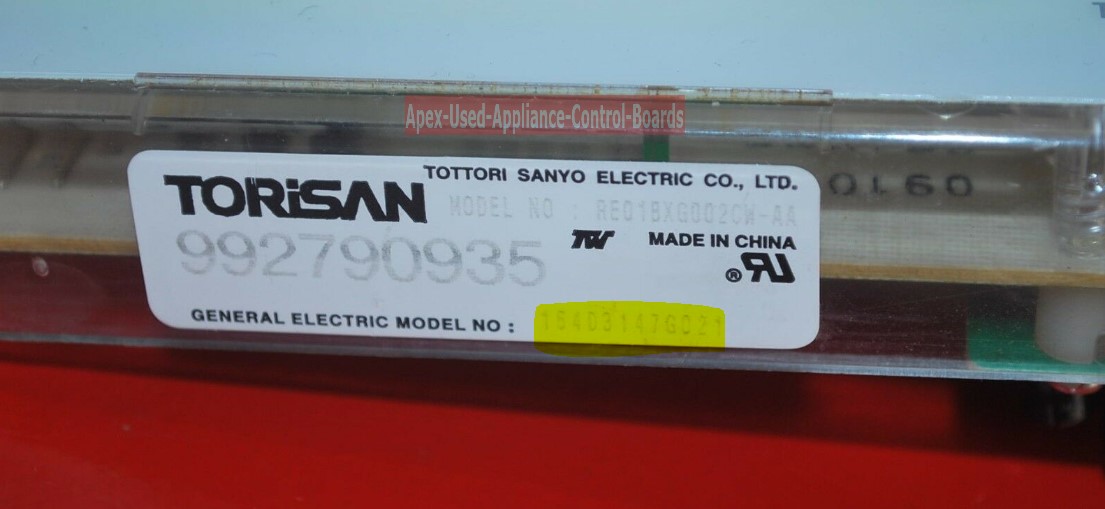 Apex-Used-Appliance-Control-Boards
TORiSAN
TOTTORI SANYO ELECTRIC CO., LTD.
MODEL NO : RE01BXG002CW-AA
992790935
MADE IN CHINA
GENERAL ELECTRIC MODEL NO :
164D3147G021